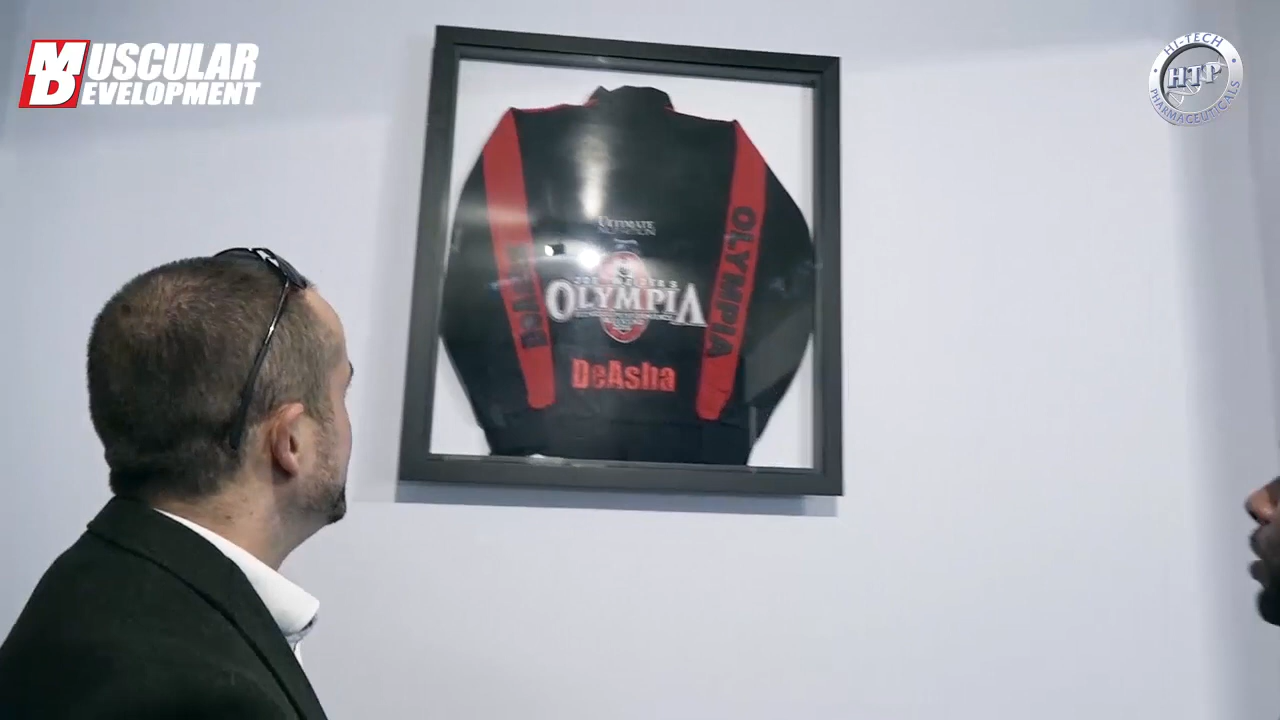 MUSCULAR
DEVELOPMENT
HI-TECH
HTP
PHARMACEUTICALS
ULTIMATE
NUTRITION
OLYMPIA
OLYMPIA
DeAsha